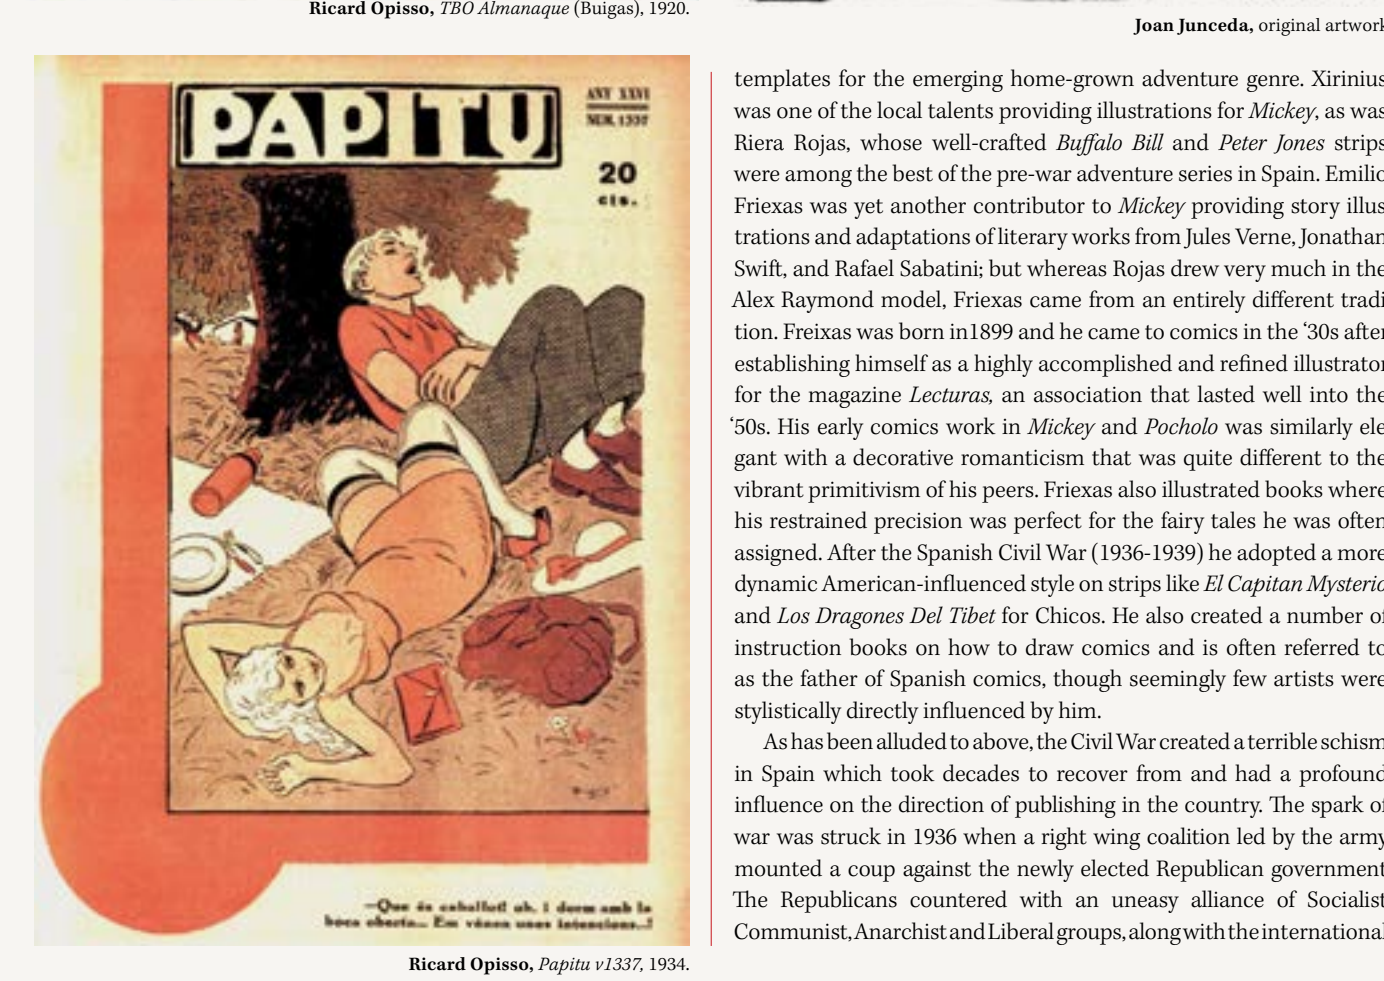 Ricard Opisso, TBO Almanaque (Buigas), 1920.
Joan Junceda, original artwork
PAPITU
ANY XXVI
NUM. 1337
20
cts.
—Que és cabellut! oh, i dorm amb la
boca oberta... Em vénen unes intencions..!
Ricard Opisso, Papitu v1337, 1934.
templates for the emerging home-grown adventure genre. Xirinius
was one of the local talents providing illustrations for Mickey, as was
Riera Rojas, whose well-crafted Buffalo Bill and Peter Jones strips
were among the best of the pre-war adventure series in Spain. Emilio
Friexas was yet another contributor to Mickey providing story illus
trations and adaptations of literary works from Jules Verne, Jonathan
Swift, and Rafael Sabatini; but whereas Rojas drew very much in the
Alex Raymond model, Friexas came from an entirely different tradi
tion. Freixas was born in1899 and he came to comics in the ‘30s after
establishing himself as a highly accomplished and refined illustrator
for the magazine Lecturas, an association that lasted well into the
‘50s. His early comics work in Mickey and Pocholo was similarly ele
gant with a decorative romanticism that was quite different to the
vibrant primitivism of his peers. Friexas also illustrated books where
his restrained precision was perfect for the fairy tales he was often
assigned. After the Spanish Civil War (1936-1939) he adopted a more
dynamic American-influenced style on strips like El Capitan Mysterio
and Los Dragones Del Tibet for Chicos. He also created a number of
instruction books on how to draw comics and is often referred to
as the father of Spanish comics, though seemingly few artists were
stylistically directly influenced by him.
As has been alluded to above, the Civil War created a terrible schism
in Spain which took decades to recover from and had a profound
influence on the direction of publishing in the country. The spark of
war was struck in 1936 when a right wing coalition led by the army
mounted a coup against the newly elected Republican government
The Republicans countered with an uneasy alliance of Socialist
Communist, Anarchist and Liberal groups, along with the international